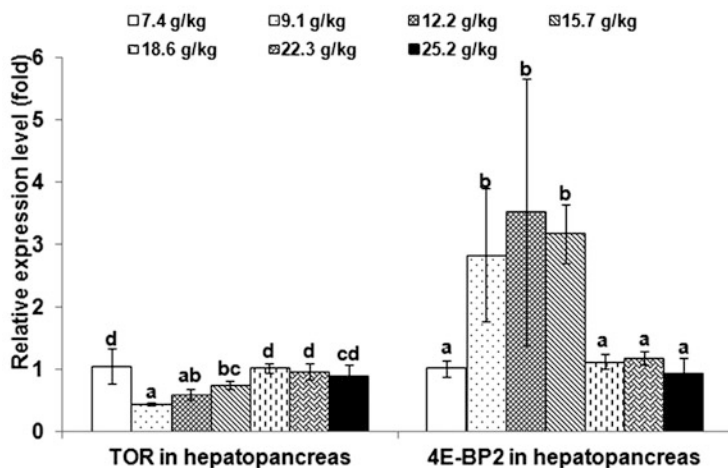 7.4 g/kg 9.1 g/kg 12.2 g/kg 15.7 g/kg
18.6 g/kg 22.3 g/kg 25.2 g/kg
Relative expression level (fold)
6
5
4
3
2
1
0
d a ab bc d d cd
a b b b a a a
TOR in hepatopancreas 4E-BP2 in hepatopancreas